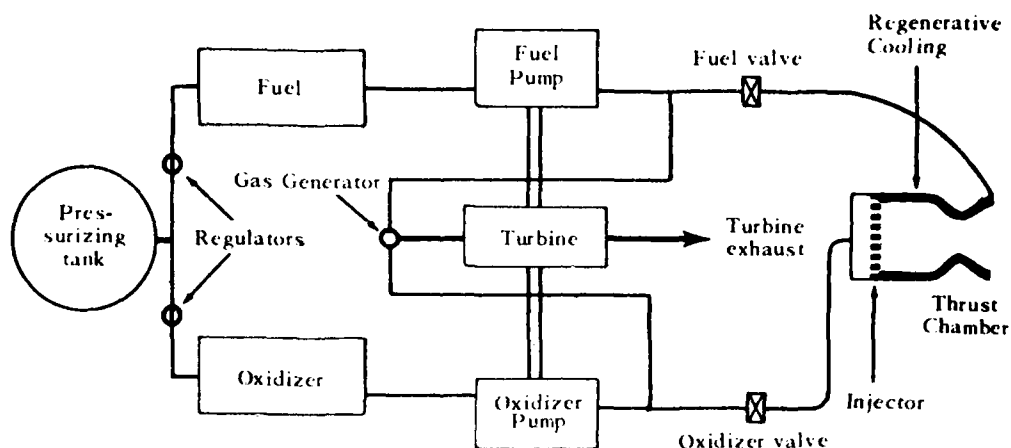 Regenerative
Cooling
Fuel
Pump
Fuel valve
Fuel
Gas Generator
Pres-
surizing
tank
Regulators
Turbine
Turbine
exhaust
Thrust
Chamber
Oxidizer
Oxidizer
Pump
Injector
Oxidizer valve